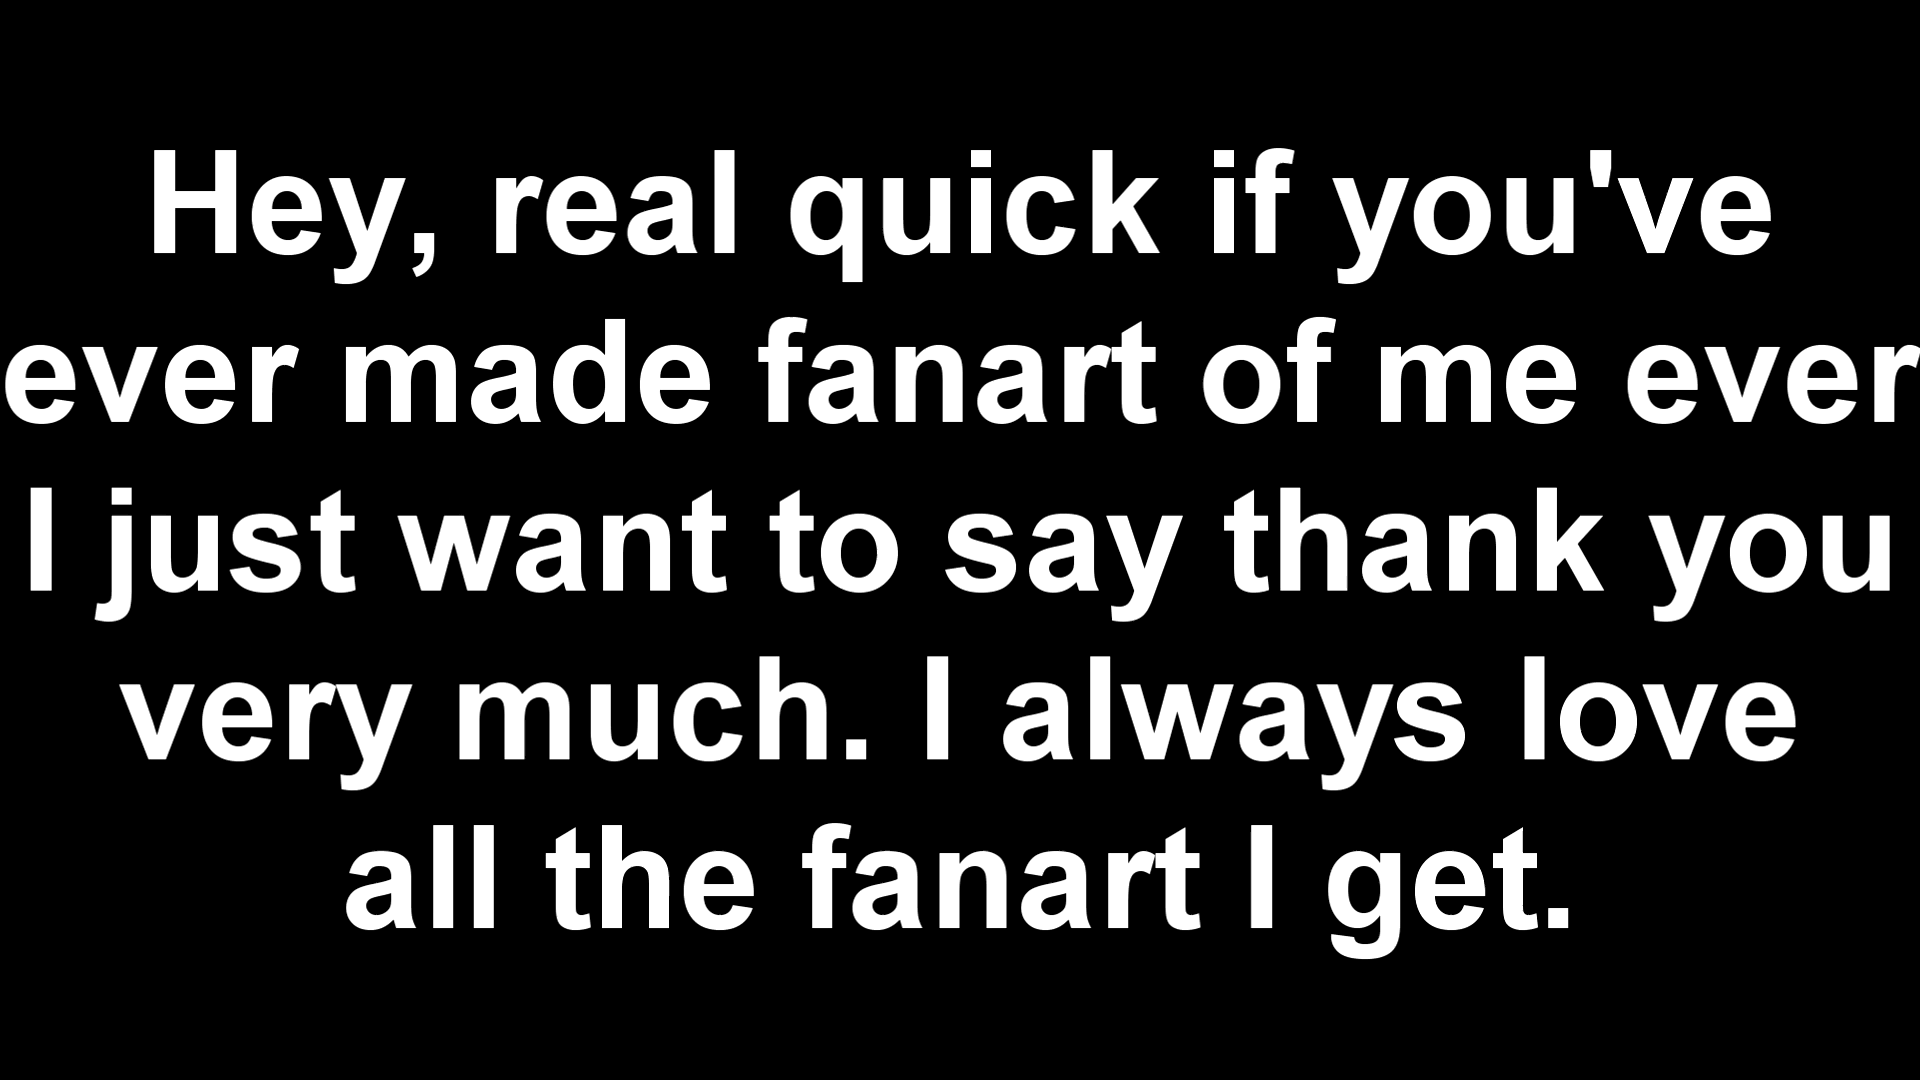 Hey, real quick if you've
ever made fanart of me ever
I just want to say thank you
very much. I always love
all the fanart I get.